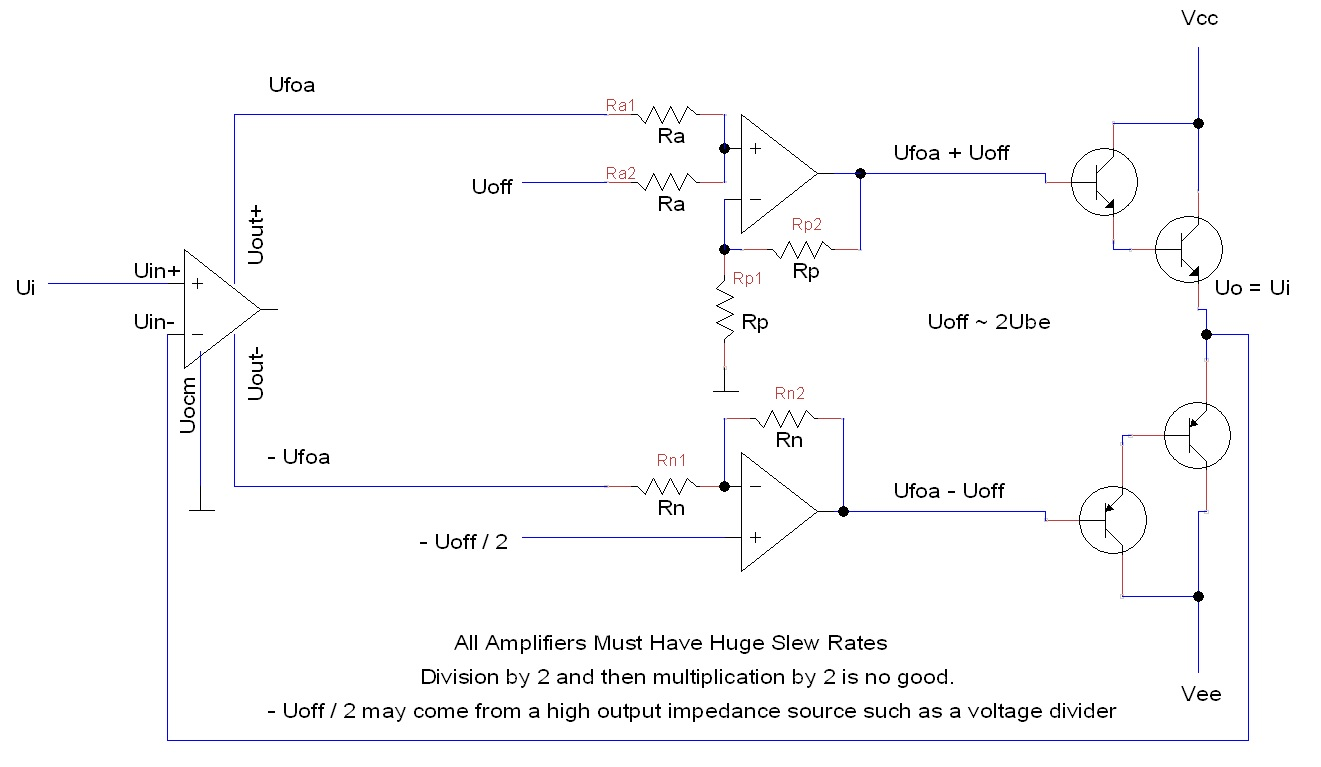 Vcc
Ufoa
Ra1
Ra
+
Ufoa + Uoff
Uoff
Ra2
Ra
−
Rp2
Rp
Uout+
Uin+
Ui
+
Rp1
Uo = Ui
Uin-
−
Rp
Uoff ~ 2Ube
Uout-
Uocm
Rn2
Rn
- Ufoa
Rn1
Rn
−
Ufoa - Uoff
- Uoff / 2
+
All Amplifiers Must Have Huge Slew Rates
Division by 2 and then multiplication by 2 is no good.
Vee
- Uoff / 2 may come from a high output impedance source such as a voltage divider